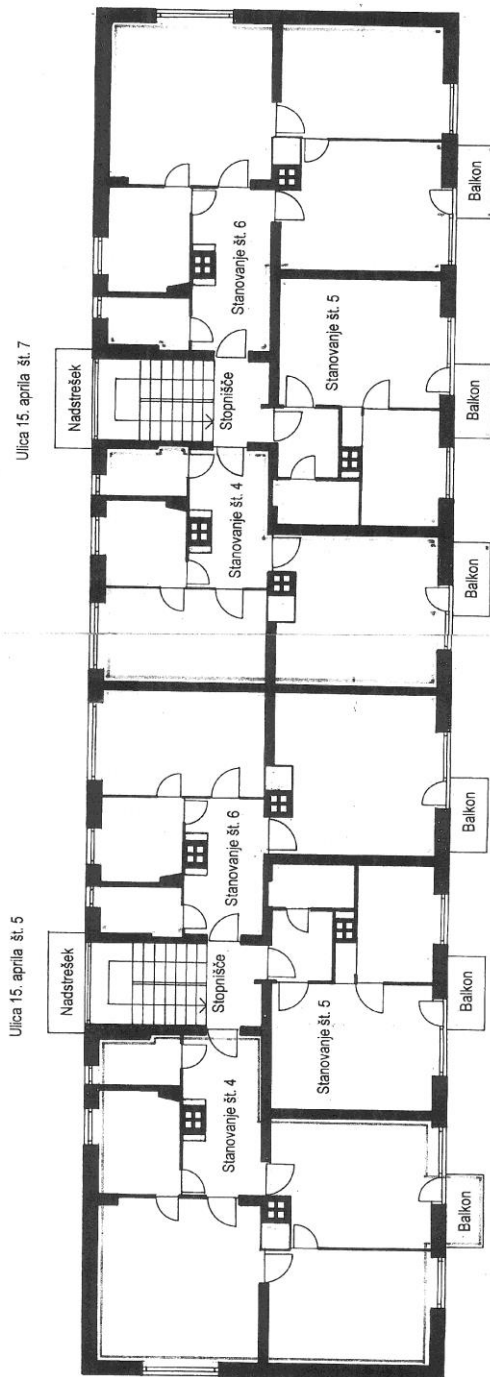 Ulica 15. aprila št. 5
Ulica 15. aprila št. 7
Nadstrešek
Nadstrešek
Stopnišče
Stopnišče
Stanovanje št. 4
Stanovanje št. 6
Stanovanje št. 4
Stanovanje št. 6
Stanovanje št. 5
Stanovanje št. 5
Balkon
Balkon
Balkon
Balkon
Balkon
Balkon